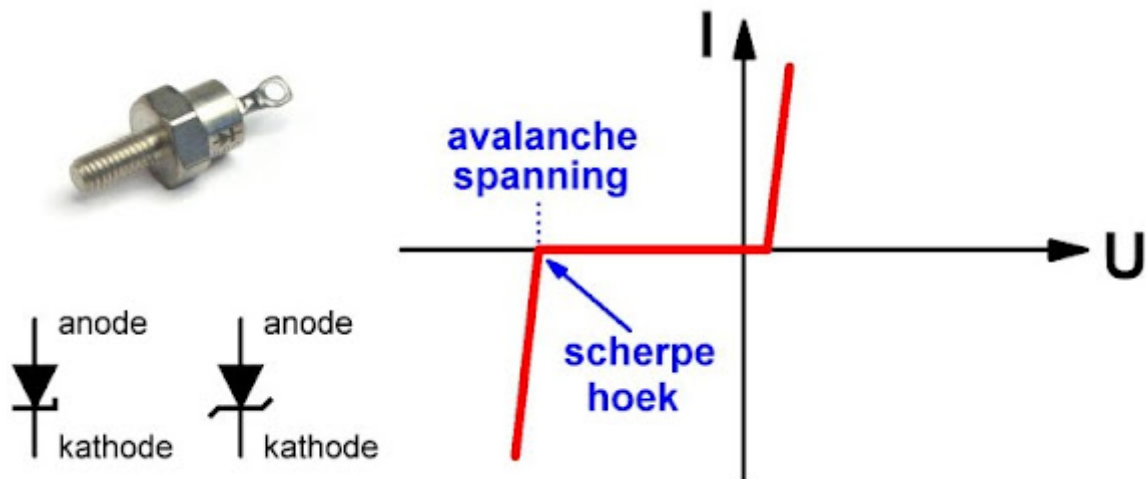 I
avalanche
spanning
U
scherpe
hoek
anode
anode
kathode
kathode